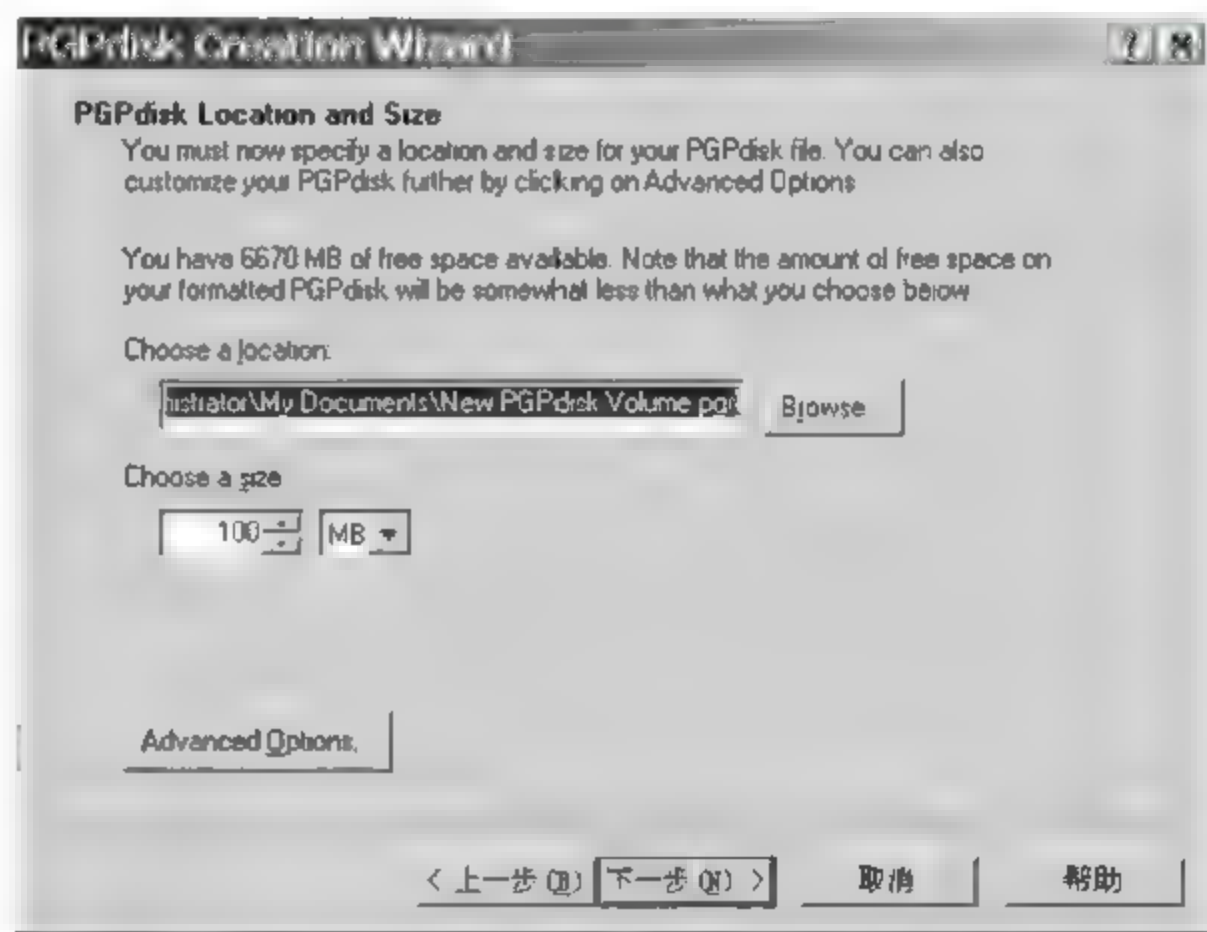 PGPdisk Creation Wizard
PGPdisk Location and Size
You must now specify a location and size for your PGPdisk file. You can also
customize your PGPdisk further by clicking on Advanced Options
You have 6670 MB of free space available. Note that the amount of free space on
your formatted PGPdisk will be somewhat less than what you choose below
Choose a location:
istrator\My Documents\New PGPdisk Volume pgd
Browse
Choose a size
100 MB
Advanced Options.
< 上一步(B) 下一步(N) > 取消 帮助